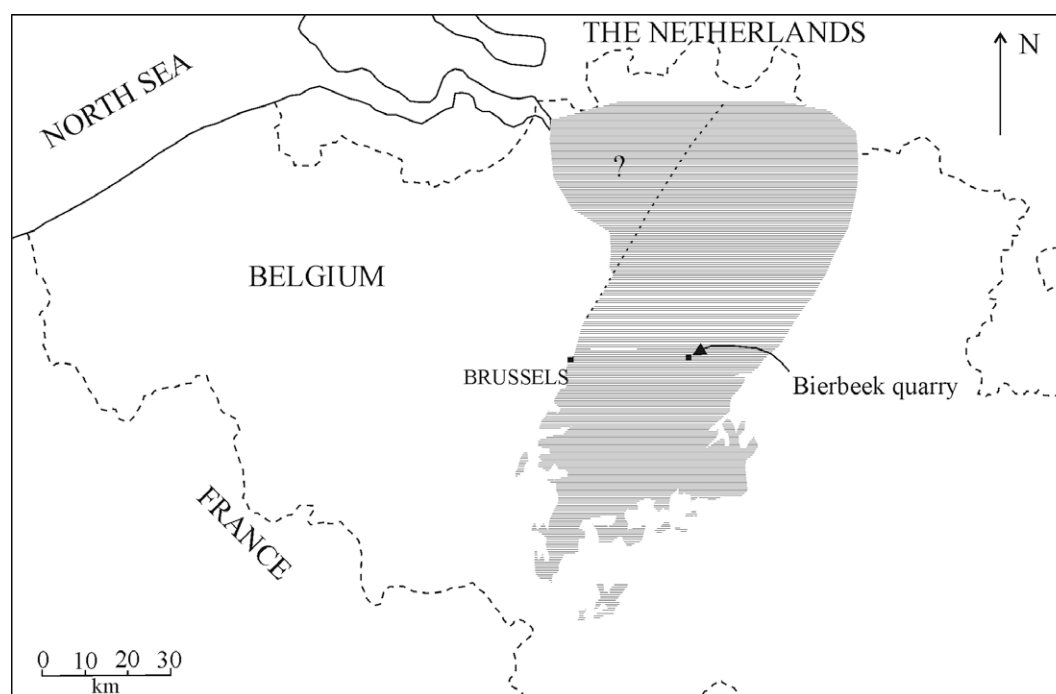 THE NETHERLANDS
N
NORTH SEA
?
BELGIUM
BRUSSELS
Bierbeek quarry
FRANCE
0 10 20 30
km